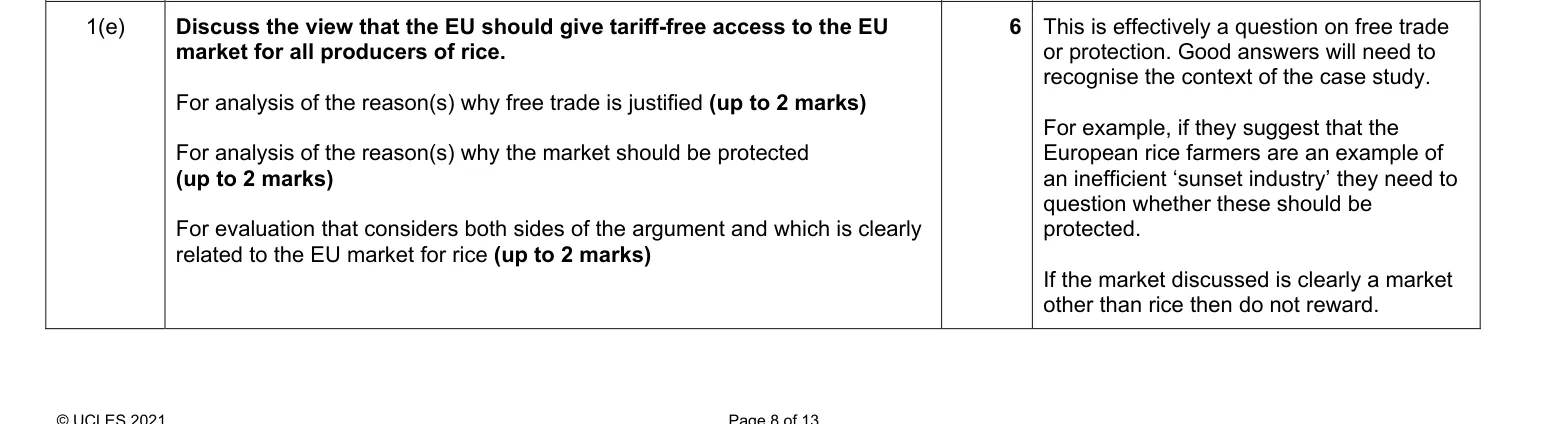 1(e)
Discuss the view that the EU should give tariff-free access to the EU
market for all producers of rice.
For analysis of the reason(s) why free trade is justified (up to 2 marks)
For analysis of the reason(s) why the market should be protected
(up to 2 marks)
For evaluation that considers both sides of the argument and which is clearly
related to the EU market for rice (up to 2 marks)
6
This is effectively a question on free trade
or protection. Good answers will need to
recognise the context of the case study.
For example, if they suggest that the
European rice farmers are an example of
an inefficient ‘sunset industry’ they need to
question whether these should be
protected.
If the market discussed is clearly a market
other than rice then do not reward.
© UCLES 2021
Page 8 of 13